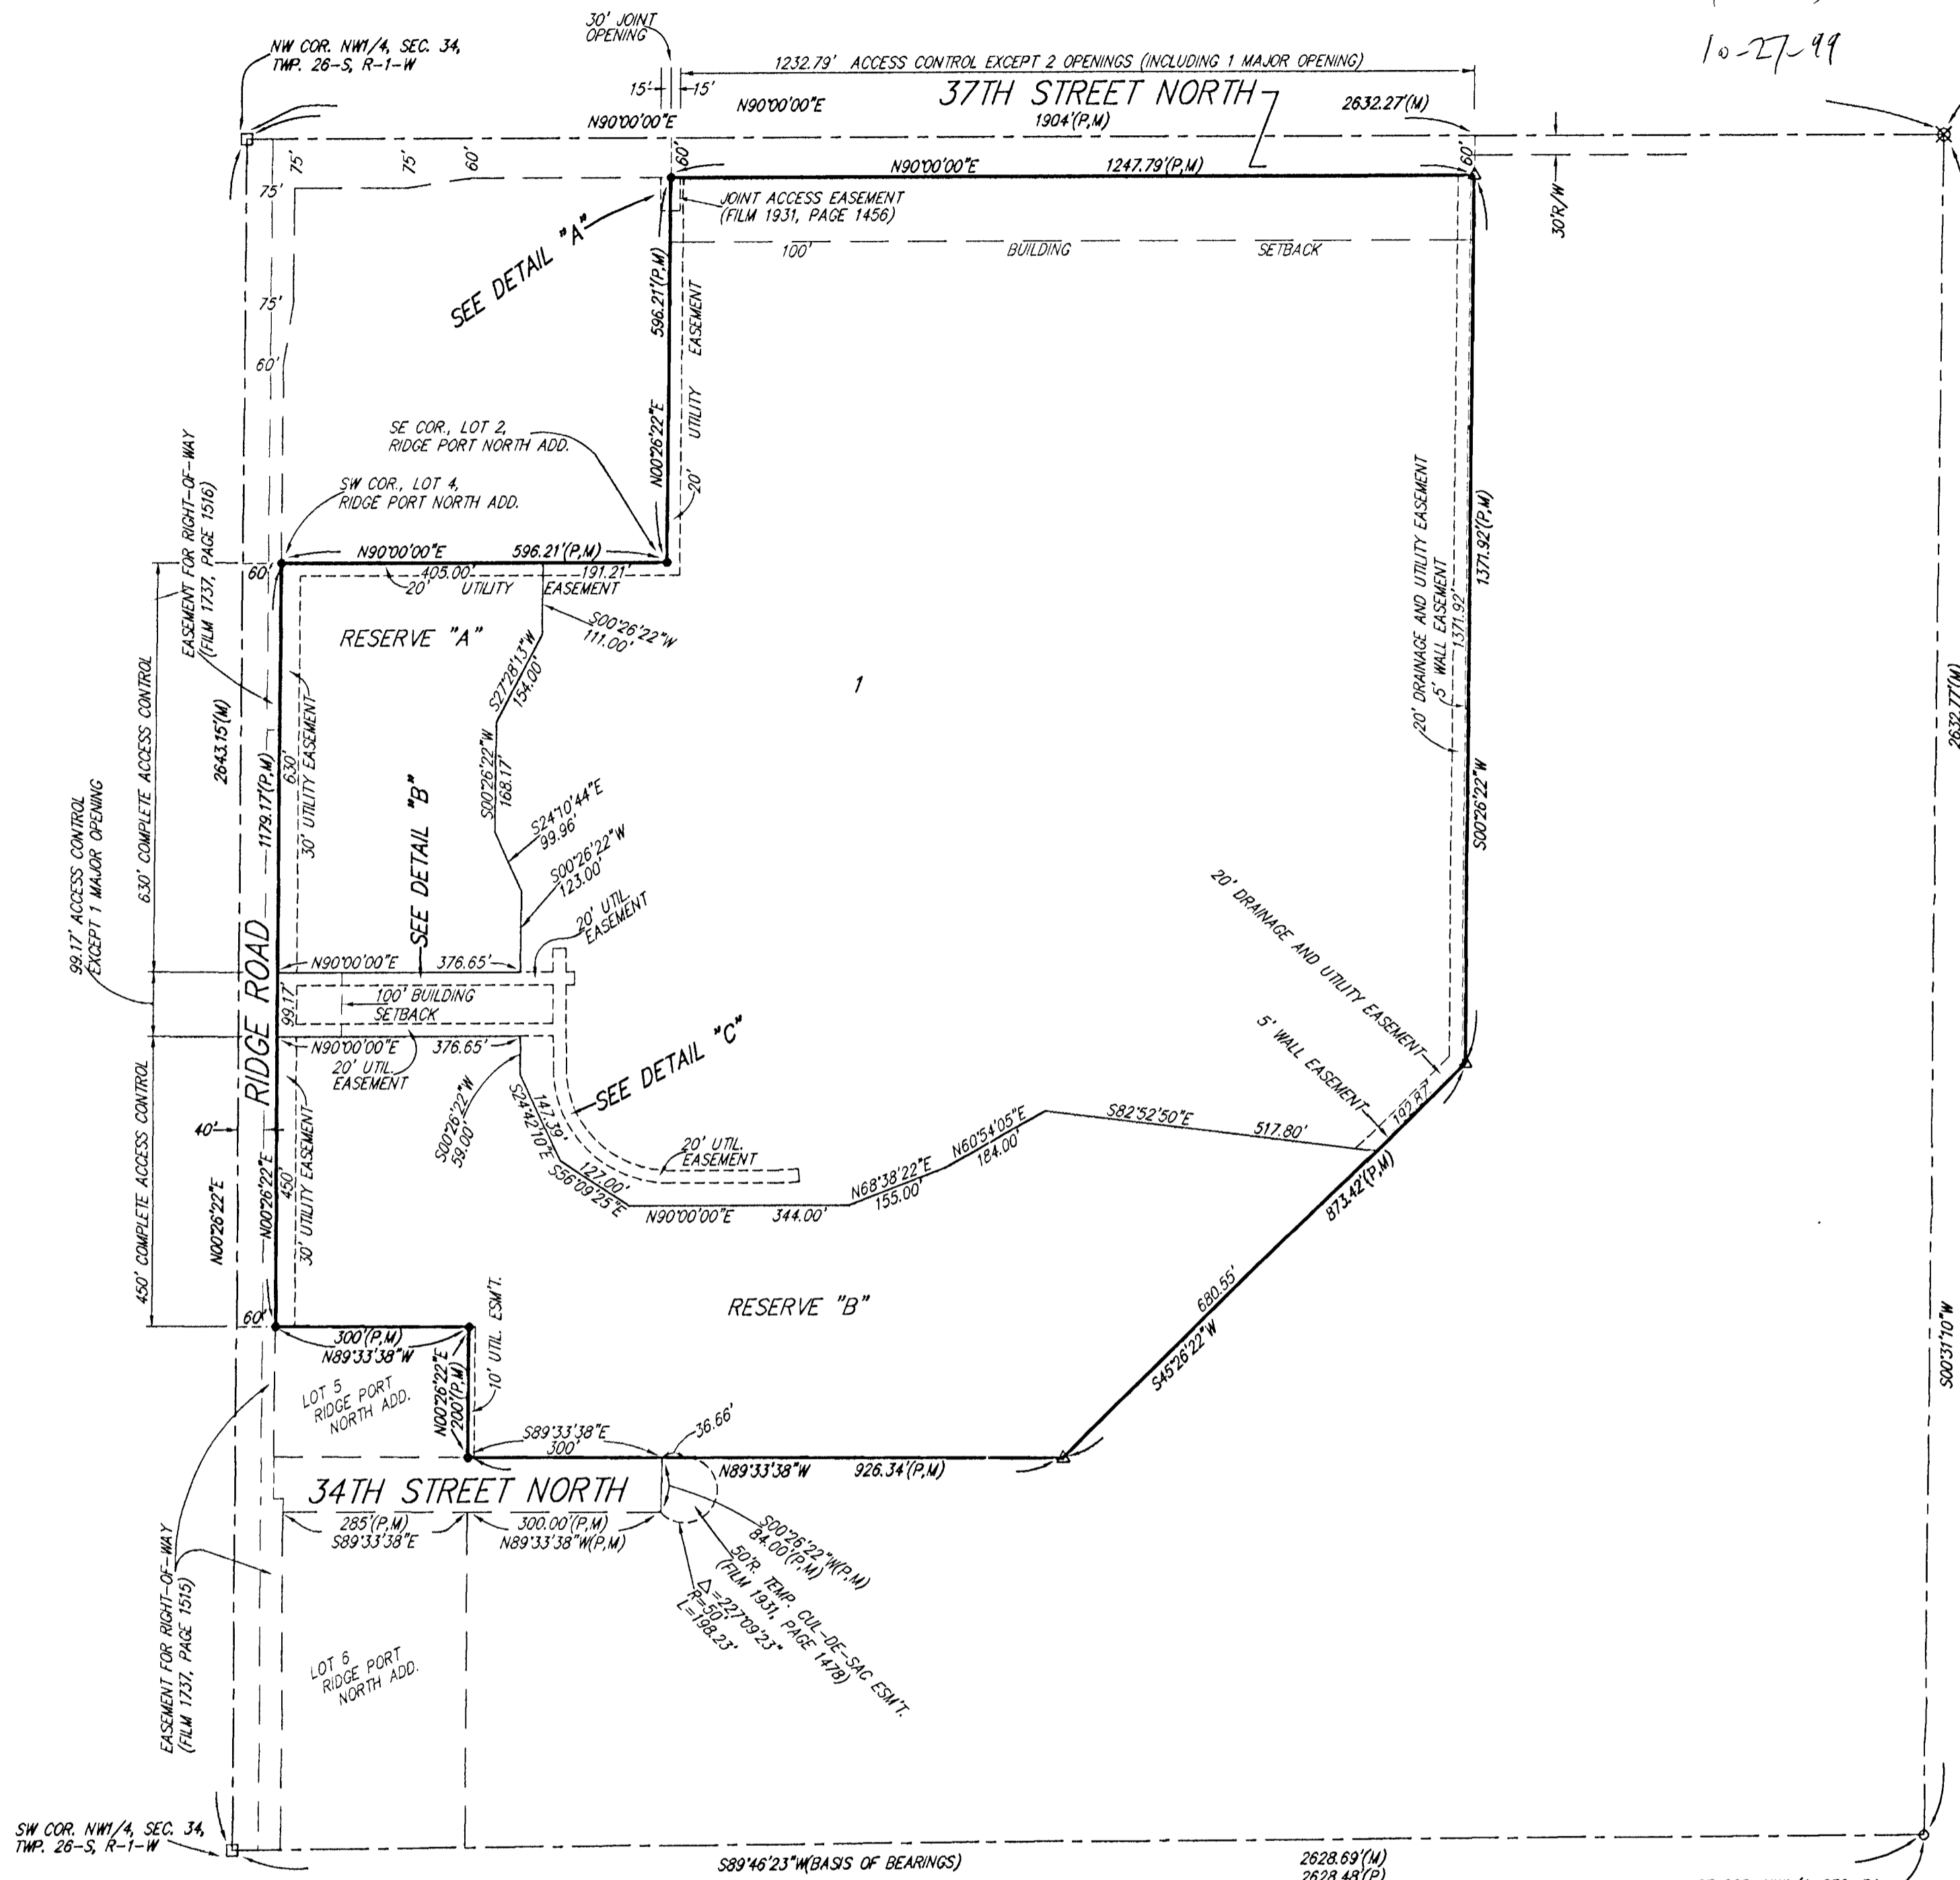 10-27-99
30' JOINT
OPENING
NW COR. NW1/4, SEC. 34,
TWP. 26-S, R-1-W
1232.79' ACCESS CONTROL EXCEPT 2 OPENINGS (INCLUDING 1 MAJOR OPENING)
15' 15'
N90°00'00"E
37TH STREET NORTH
2632.27'(M)
N90°00'00"E
1904'(P,M)
75'
75'
60'
60'
60'
N90°00'00"E 1247.79'(P,M)
30'R/W
75'
JOINT ACCESS EASEMENT
(FILM 1931, PAGE 1456)
SEE DETAIL "A"
100' BUILDING SETBACK
75'
60'
596.21'(P,M)
N00°26'22"E
20' UTILITY EASEMENT
SE COR., LOT 2,
RIDGE PORT NORTH ADD.
SW COR., LOT 4,
RIDGE PORT NORTH ADD.
EASEMENT FOR RIGHT-OF-WAY
(FILM 1737, PAGE 1516)
N90°00'00"E 596.21'(P,M)
60'
405.00' 191.21'
20' UTILITY EASEMENT
RESERVE "A"
S00°26'22"W
111.00'
S27°28'13"W
154.00'
S00°26'22"W
168.17'
S24°10'44"E
99.96'
S00°26'22"W
123.00'
1
20' DRAINAGE AND UTILITY EASEMENT
5' WALL EASEMENT
1371.92'
1371.92'(P,M)
S00°26'22"W
2632.77'(M)
S00°31'10"W
630' COMPLETE ACCESS CONTROL
99.17' ACCESS CONTROL
EXCEPT 1 MAJOR OPENING
450' COMPLETE ACCESS CONTROL
2643.15'(M)
N00°26'22"E
1179.17'(P,M)
N00°26'22"E
630'
30' UTILITY EASEMENT
SEE DETAIL "B"
20' UTIL.
EASEMENT
RIDGE ROAD
N90°00'00"E 376.65'
99.17'
100' BUILDING
SETBACK
N90°00'00"E 376.65'
20' UTIL.
EASEMENT
SEE DETAIL "C"
40'
450'
30' UTILITY EASEMENT
S00°26'22"W
59.00'
147.39'
S24°42'10"E
127.00'
S56°09'25"E
20' UTIL.
EASEMENT
N90°00'00"E 344.00'
N68°38'22"E
155.00'
N60°54'05"E
184.00'
S82°52'50"E 517.80'
20' DRAINAGE AND UTILITY EASEMENT
5' WALL EASEMENT
192.87'
873.42'(P,M)
680.55'
S45°26'22"W
RESERVE "B"
60'
300'(P,M)
N89°33'38"W
N00°26'22"E
200'(P,M)
10' UTIL. ESM'T.
LOT 5
RIDGE PORT
NORTH ADD.
S89°33'38"E
300'
36.66'
N89°33'38"W 926.34'(P,M)
34TH STREET NORTH
285'(P,M)
S89°33'38"E
300.00'(P,M)
N89°33'38"W(P,M)
S00°26'22"W(P,M)
84.00'(P,M)
50'R. TEMP. CUL-DE-SAC ESM'T.
(FILM 1931, PAGE 1478)
△=227°09'23"
R=50'
L=198.23'
EASEMENT FOR RIGHT-OF-WAY
(FILM 1737, PAGE 1515)
LOT 6
RIDGE PORT
NORTH ADD.
SW COR. NW1/4, SEC. 34,
TWP. 26-S, R-1-W
S89°46'23"W(BASIS OF BEARINGS)
2628.69'(M)
2628.48'(P)